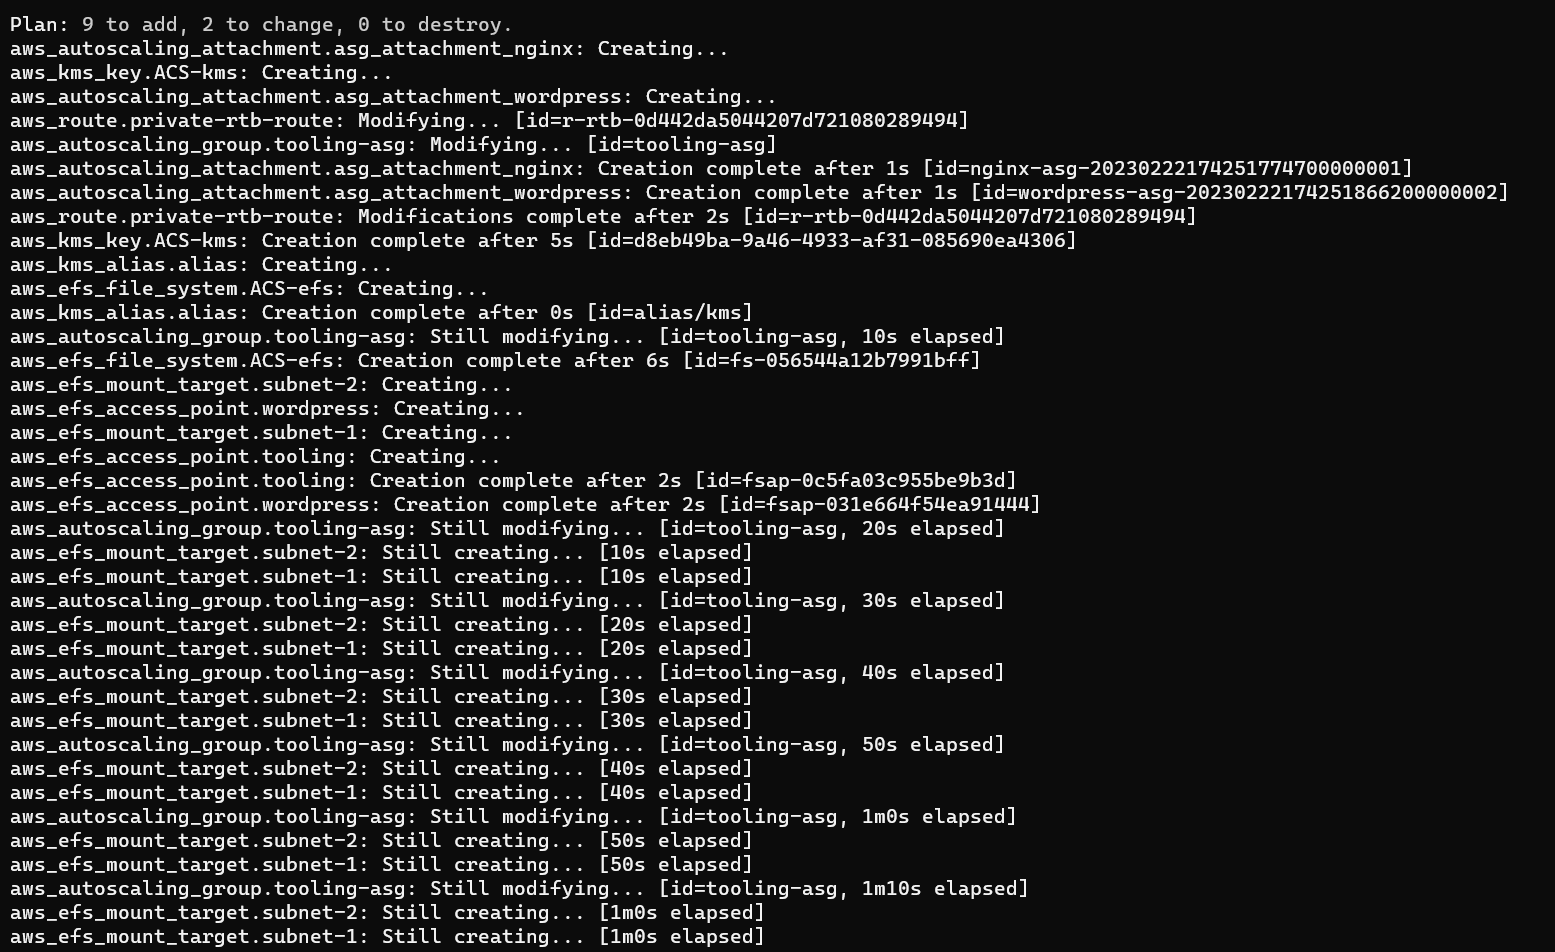 Plan: 9 to add, 2 to change, 0 to destroy.
aws_autoscaling_attachment.asg_attachment_nginx: Creating...
aws_kms_key.ACS-kms: Creating...
aws_autoscaling_attachment.asg_attachment_wordpress: Creating...
aws_route.private-rtb-route: Modifying... [id=r-rtb-0d442da5044207d721080289494]
aws_autoscaling_group.tooling-asg: Modifying... [id=tooling-asg]
aws_autoscaling_attachment.asg_attachment_nginx: Creation complete after 1s [id=nginx-asg-20230222174251774700000001]
aws_autoscaling_attachment.asg_attachment_wordpress: Creation complete after 1s [id=wordpress-asg-20230222174251866200000002]
aws_route.private-rtb-route: Modifications complete after 2s [id=r-rtb-0d442da5044207d721080289494]
aws_kms_key.ACS-kms: Creation complete after 5s [id=d8eb49ba-9a46-4933-af31-085690ea4306]
aws_kms_alias.alias: Creating...
aws_efs_file_system.ACS-efs: Creating...
aws_kms_alias.alias: Creation complete after 0s [id=alias/kms]
aws_autoscaling_group.tooling-asg: Still modifying... [id=tooling-asg, 10s elapsed]
aws_efs_file_system.ACS-efs: Creation complete after 6s [id=fs-056544a12b7991bff]
aws_efs_mount_target.subnet-2: Creating...
aws_efs_access_point.wordpress: Creating...
aws_efs_mount_target.subnet-1: Creating...
aws_efs_access_point.tooling: Creating...
aws_efs_access_point.tooling: Creation complete after 2s [id=fsap-0c5fa03c955be9b3d]
aws_efs_access_point.wordpress: Creation complete after 2s [id=fsap-031e664f54ea91444]
aws_autoscaling_group.tooling-asg: Still modifying... [id=tooling-asg, 20s elapsed]
aws_efs_mount_target.subnet-2: Still creating... [10s elapsed]
aws_efs_mount_target.subnet-1: Still creating... [10s elapsed]
aws_autoscaling_group.tooling-asg: Still modifying... [id=tooling-asg, 30s elapsed]
aws_efs_mount_target.subnet-2: Still creating... [20s elapsed]
aws_efs_mount_target.subnet-1: Still creating... [20s elapsed]
aws_autoscaling_group.tooling-asg: Still modifying... [id=tooling-asg, 40s elapsed]
aws_efs_mount_target.subnet-2: Still creating... [30s elapsed]
aws_efs_mount_target.subnet-1: Still creating... [30s elapsed]
aws_autoscaling_group.tooling-asg: Still modifying... [id=tooling-asg, 50s elapsed]
aws_efs_mount_target.subnet-2: Still creating... [40s elapsed]
aws_efs_mount_target.subnet-1: Still creating... [40s elapsed]
aws_autoscaling_group.tooling-asg: Still modifying... [id=tooling-asg, 1m0s elapsed]
aws_efs_mount_target.subnet-2: Still creating... [50s elapsed]
aws_efs_mount_target.subnet-1: Still creating... [50s elapsed]
aws_autoscaling_group.tooling-asg: Still modifying... [id=tooling-asg, 1m10s elapsed]
aws_efs_mount_target.subnet-2: Still creating... [1m0s elapsed]
aws_efs_mount_target.subnet-1: Still creating... [1m0s elapsed]